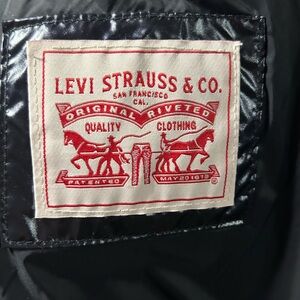 LEVI STRAUSS & CO.
SAN FRANCISCO
CAL.
ORIGINAL RIVETED
QUALITY CLOTHING
PATENTED MAY 20 1873
®